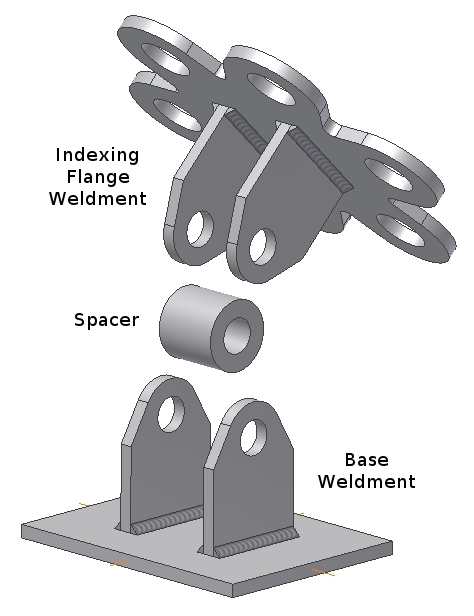 Indexing
Flange
Weldment
Spacer
Base
Weldment